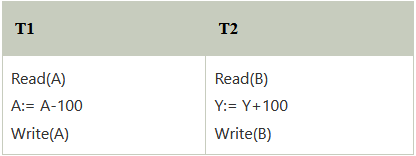 T1 T2
Read(A) Read(B)
A:= A-100 Y:= Y+100
Write(A) Write(B)